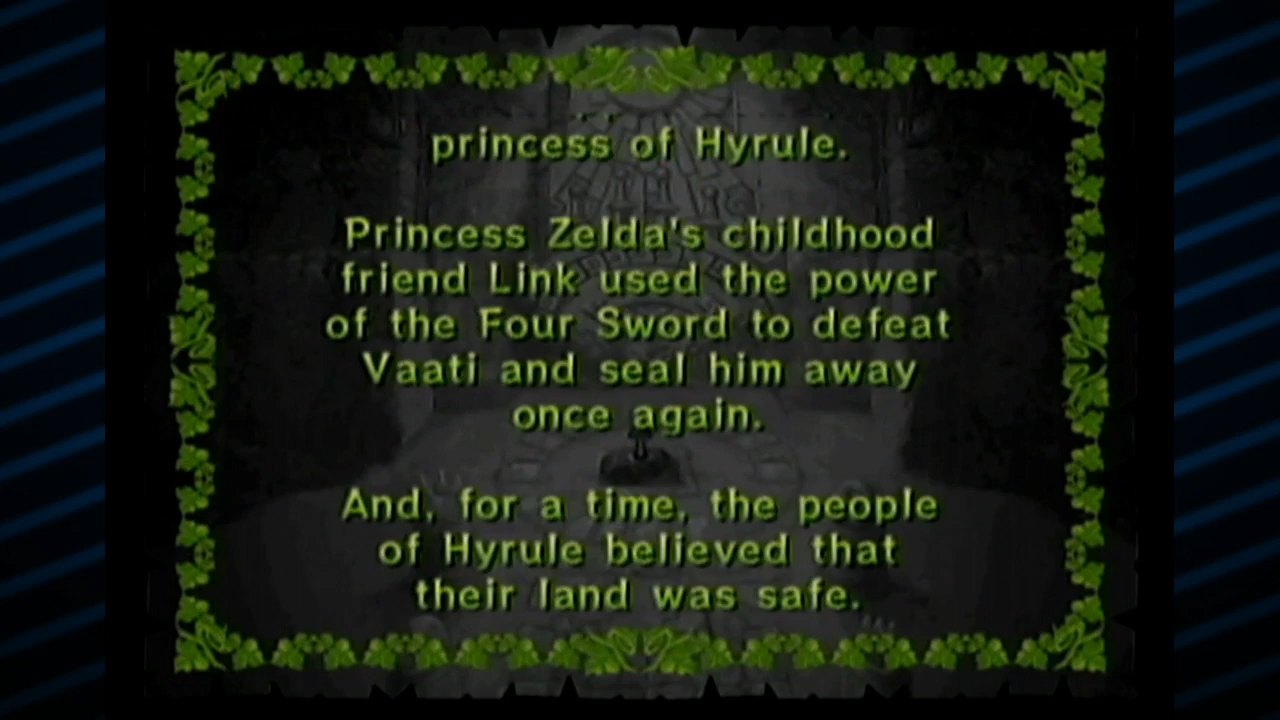 princess of Hyrule.
Princess Zelda's childhood
friend Link used the power
of the Four Sword to defeat
Vaati and seal him away
once again.
And, for a time, the people
of Hyrule believed that
their land was safe.